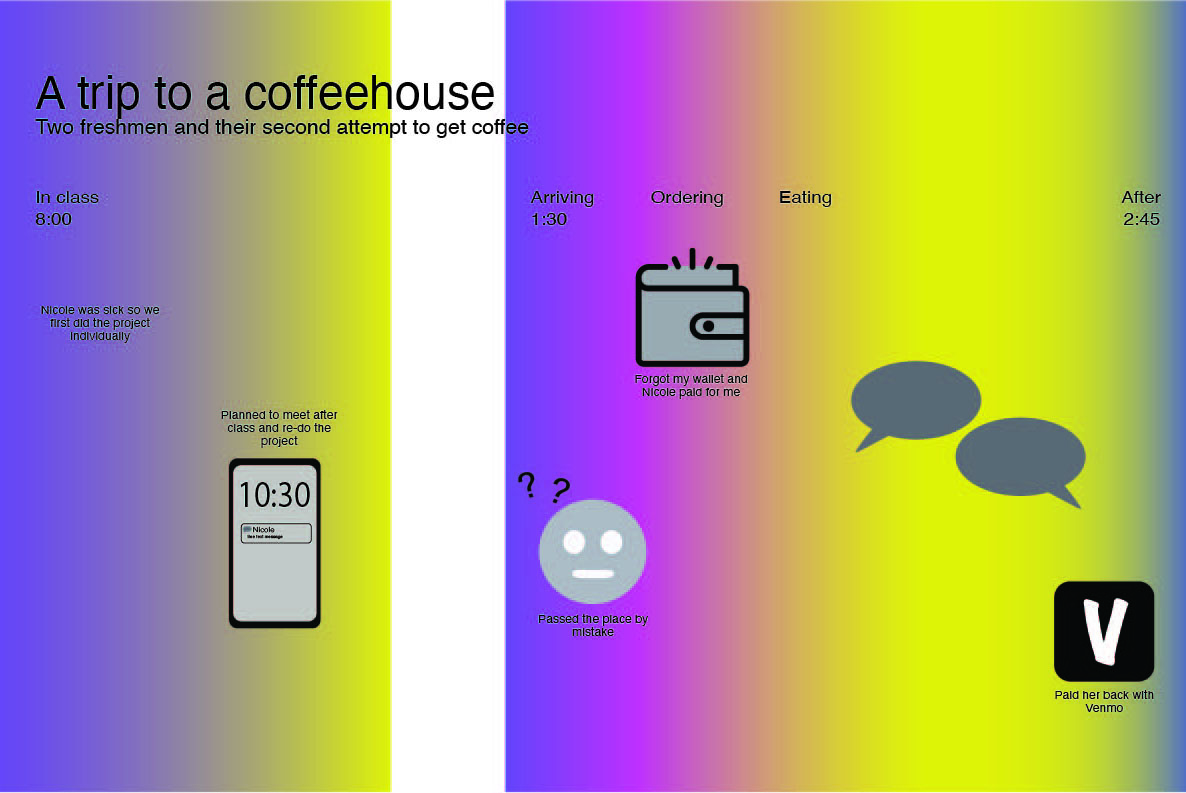 A trip to a coffeehouse
Two freshmen and their second attempt to get coffee
In class
8:00
Arriving
1:30
Ordering
Eating
After
2:45
Nicole was sick so we
first did the project
individually
Planned to meet after
class and re-do the
project
10:30
Nicole
See text message
? ?
Passed the place by
mistake
Forgot my wallet and
Nicole paid for me
V
Paid her back with
Venmo